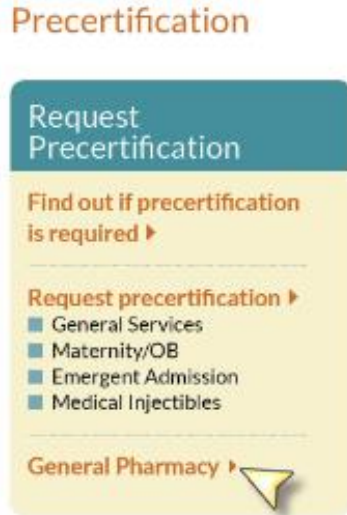 Precertification
Request
Precertification
Find out if precertification
is required
Request precertification
General Services
Maternity/OB
Emergent Admission
Medical Injectibles
General Pharmacy